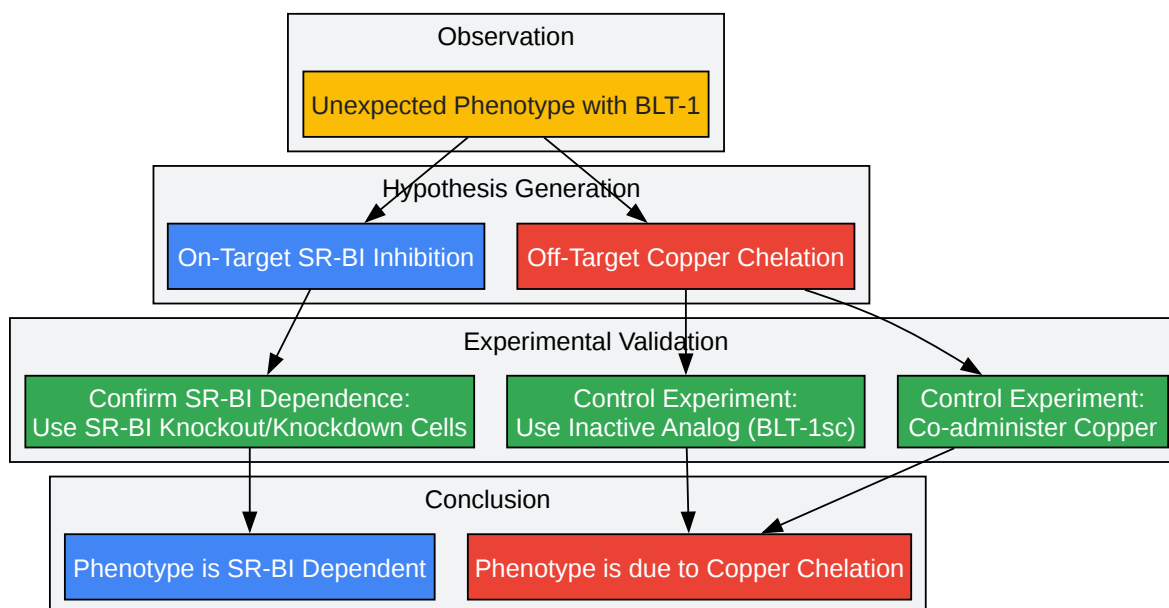 Observation
Unexpected Phenotype with BLT-1
Hypothesis Generation
On-Target SR-BI Inhibition
Off-Target Copper Chelation
Experimental Validation
Confirm SR-BI Dependence:
Use SR-BI Knockout/Knockdown Cells
Control Experiment:
Use Inactive Analog (BLT-1sc)
Control Experiment:
Co-administer Copper
Conclusion
Phenotype is SR-BI Dependent
Phenotype is due to Copper Chelation